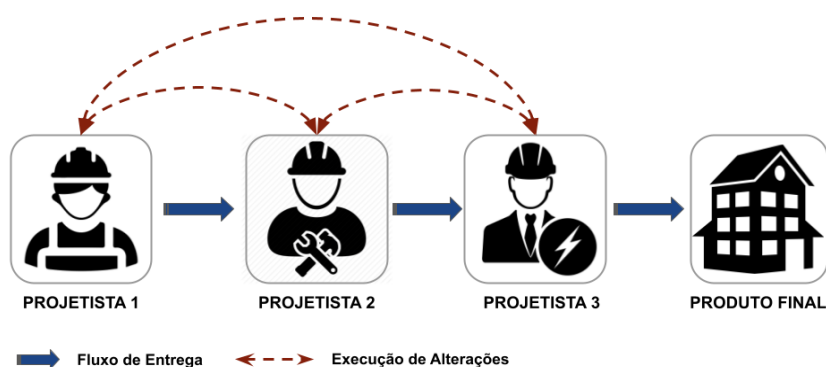 PROJETISTA 1
PROJETISTA 2
PROJETISTA 3
PRODUTO FINAL
Fluxo de Entrega
Execução de Alterações